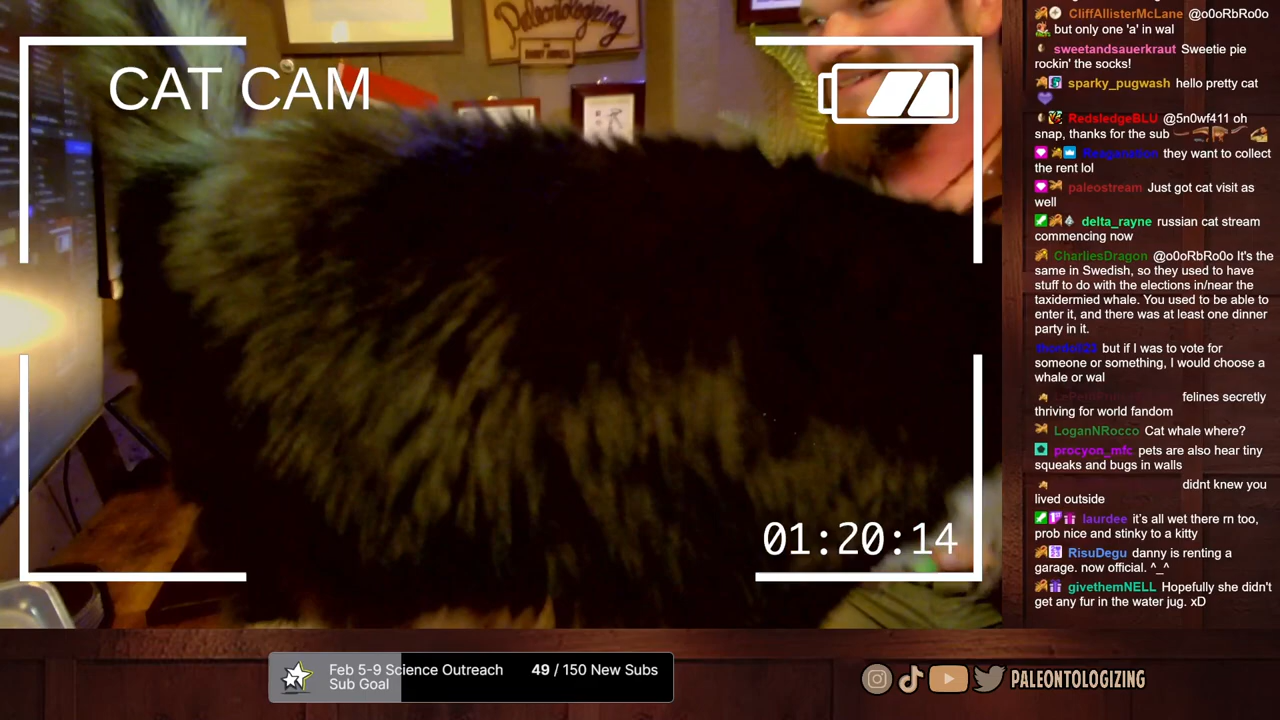 Paleontologizing
CAT CAM
01:20:14
CliffAllisterMcLane @o0oRbRo0o
but only one 'a' in wal
sweetandsauerkraut Sweetie pie
rockin' the socks!
sparky_pugwash hello pretty cat
RedsledgeBLU @5n0wf411 oh
snap, thanks for the sub
they want to collect
the rent lol
paleostream Just got cat visit as
well
delta_rayne russian cat stream
commencing now
CharliesDragon @o0oRbRo0o It's the
same in Swedish, so they used to have
stuff to do with the elections in/near the
taxidermied whale. You used to be able to
enter it, and there was at least one dinner
party in it.
but if I was to vote for
someone or something, I would choose a
whale or wal
felines secretly
thriving for world fandom
LoganNRocco Cat whale where?
procyon_mfc pets are also hear tiny
squeaks and bugs in walls
didnt knew you
lived outside
laurdee it's all wet there rn too,
prob nice and stinky to a kitty
RisuDegu danny is renting a
garage. now official. ^_^
givethemNELL Hopefully she didn't
get any fur in the water jug. xD
Feb 5-9 Science Outreach
Sub Goal
49 / 150 New Subs
PALEONTOLOGIZING